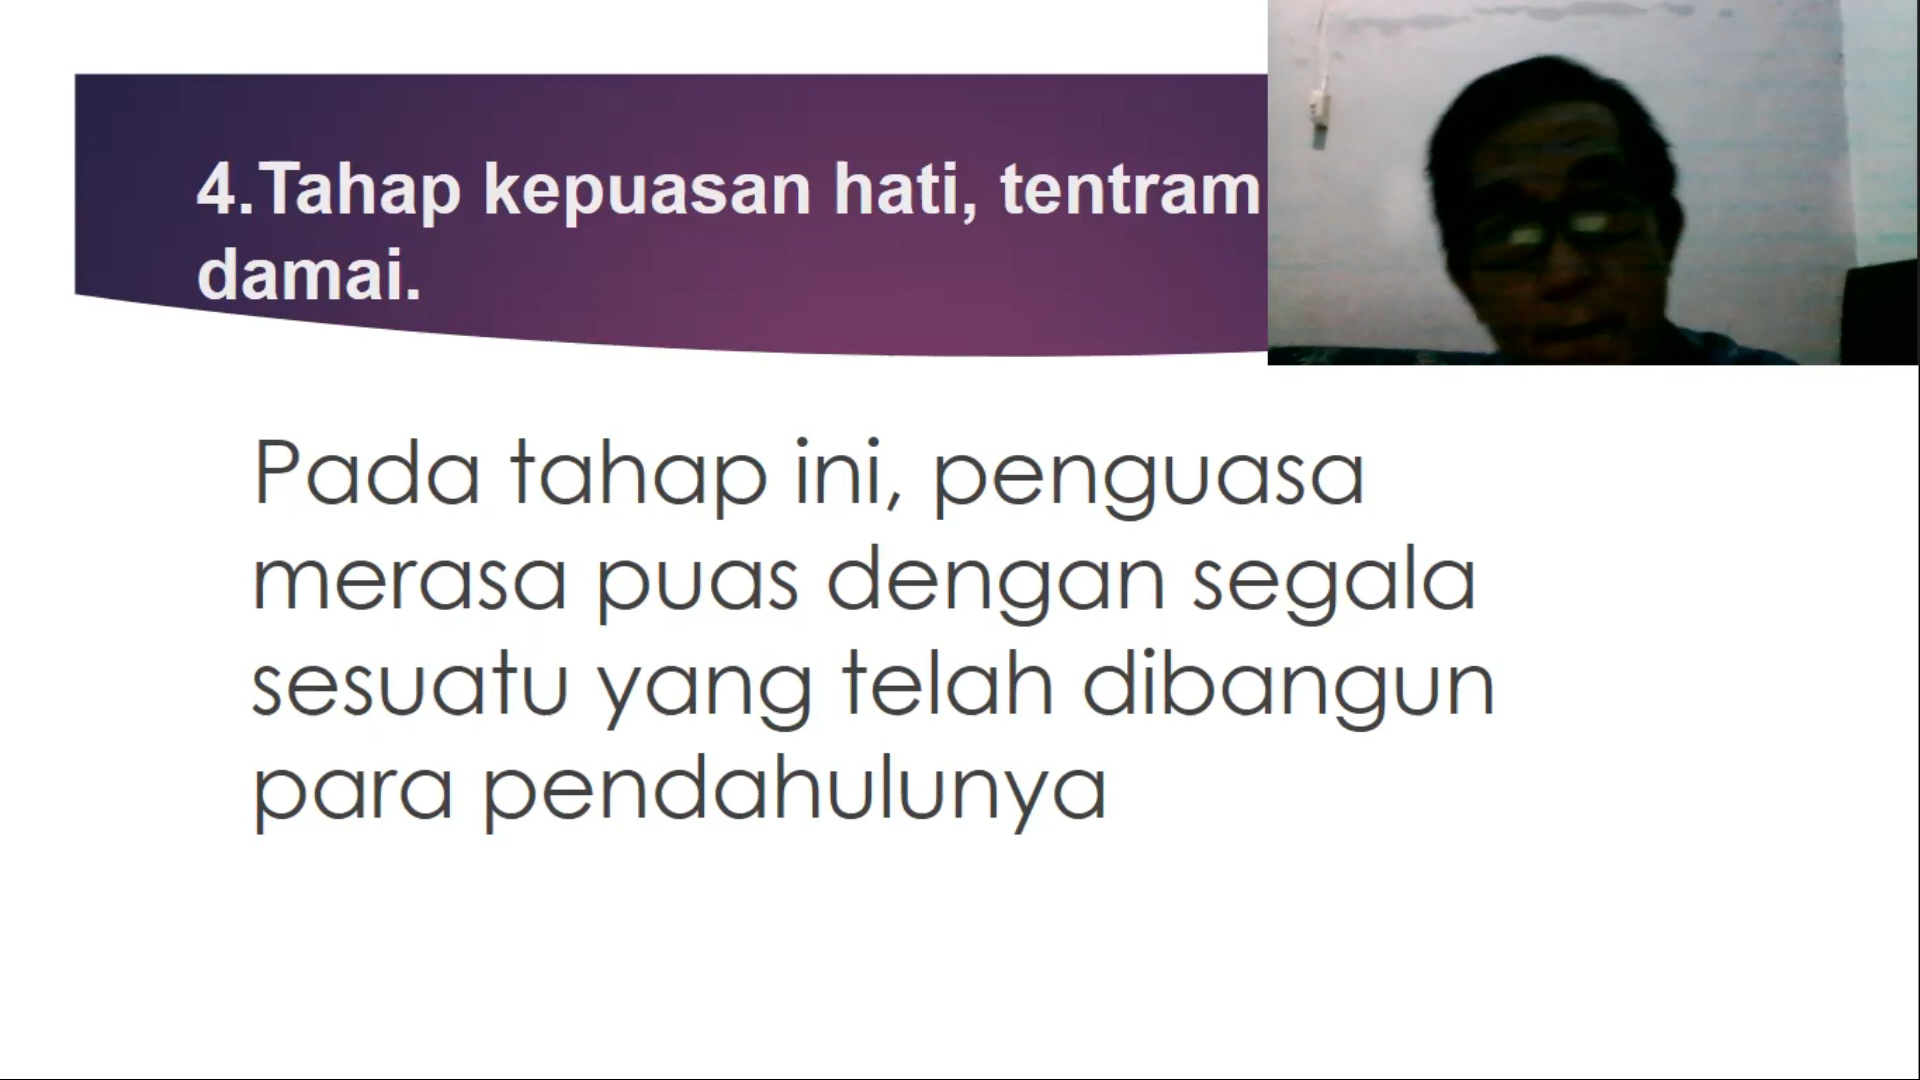 4.Tahap kepuasan hati, tentram
damai.
Pada tahap ini, penguasa
merasa puas dengan segala
sesuatu yang telah dibangun
para pendahulunya